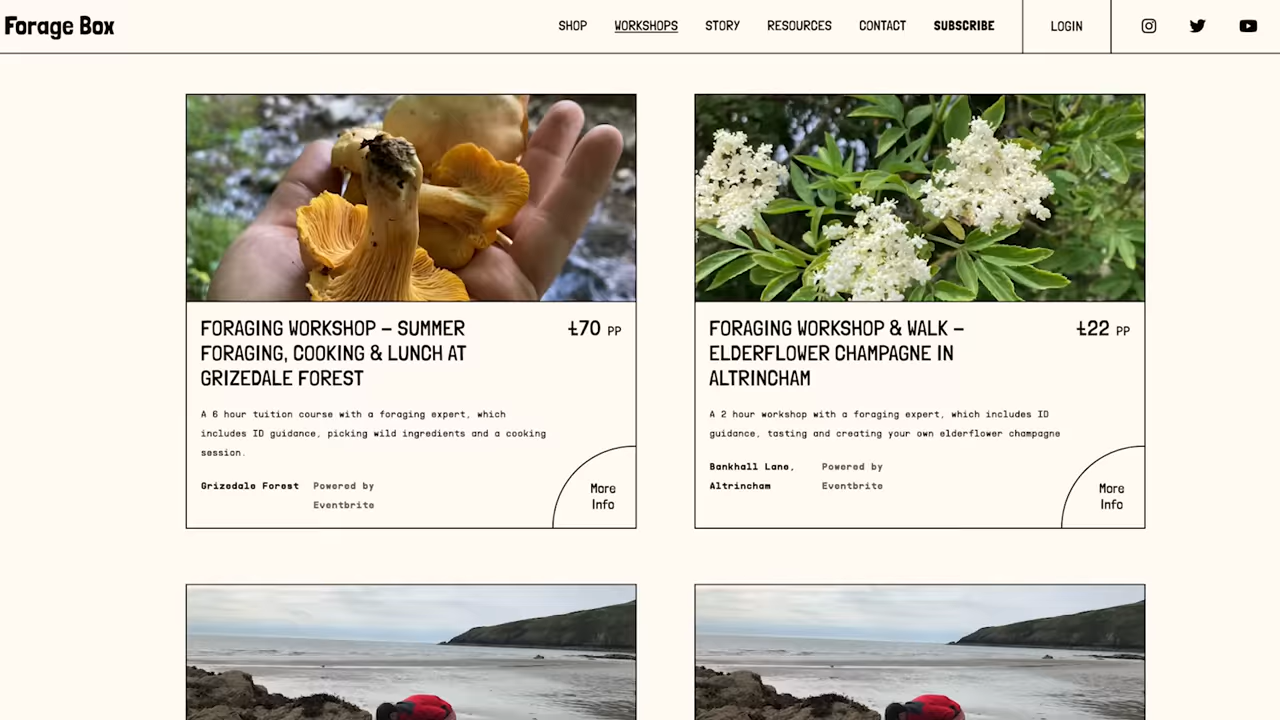 Forage Box
SHOP WORKSHOPS STORY RESOURCES CONTACT SUBSCRIBE LOGIN
FORAGING WORKSHOP – SUMMER
FORAGING, COOKING & LUNCH AT
GRIZEDALE FOREST
£70 PP
A 6 hour tuition course with a foraging expert, which
includes ID guidance, picking wild ingredients and a cooking
session.
Grizedale Forest
Powered by
Eventbrite
More
Info
FORAGING WORKSHOP & WALK –
ELDERFLOWER CHAMPAGNE IN
ALTRINCHAM
£22 PP
A 2 hour workshop with a foraging expert, which includes ID
guidance, tasting and creating your own elderflower champagne
Bankhall Lane,
Altrincham
Powered by
Eventbrite
More
Info